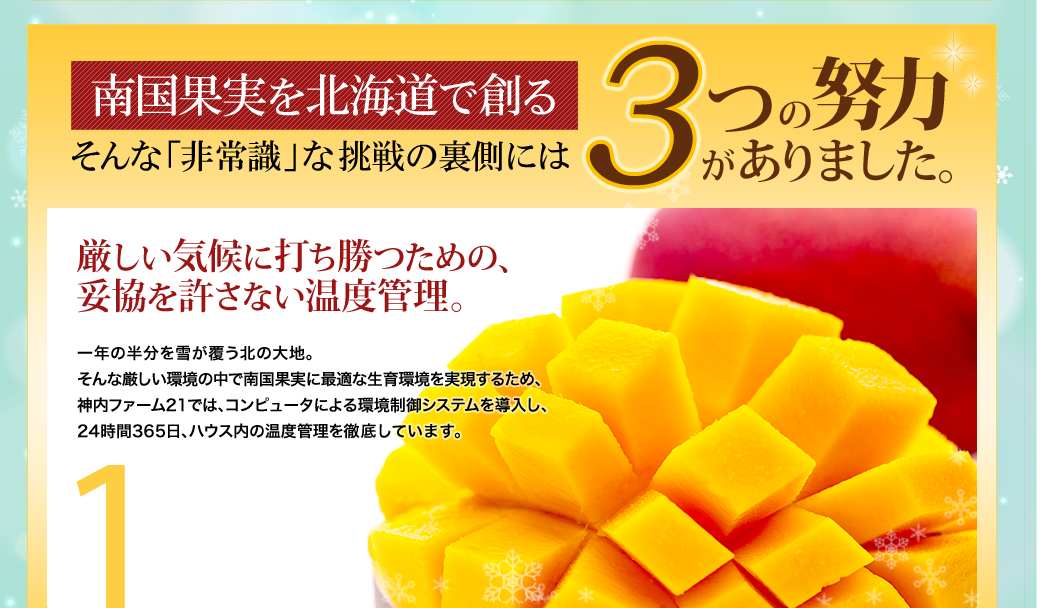 南国果実を北海道で創る
そんな「非常識」な挑戦の裏側には
3つの努力
がありました。
厳しい気候に打ち勝つための、
妥協を許さない温度管理。
一年の半分を雪が覆う北の大地。
そんな厳しい環境の中で南国果実に最適な生育環境を実現するため、
神内ファーム21では、コンピュータによる環境制御システムを導入し、
24時間365日、ハウス内の温度管理を徹底しています。
1